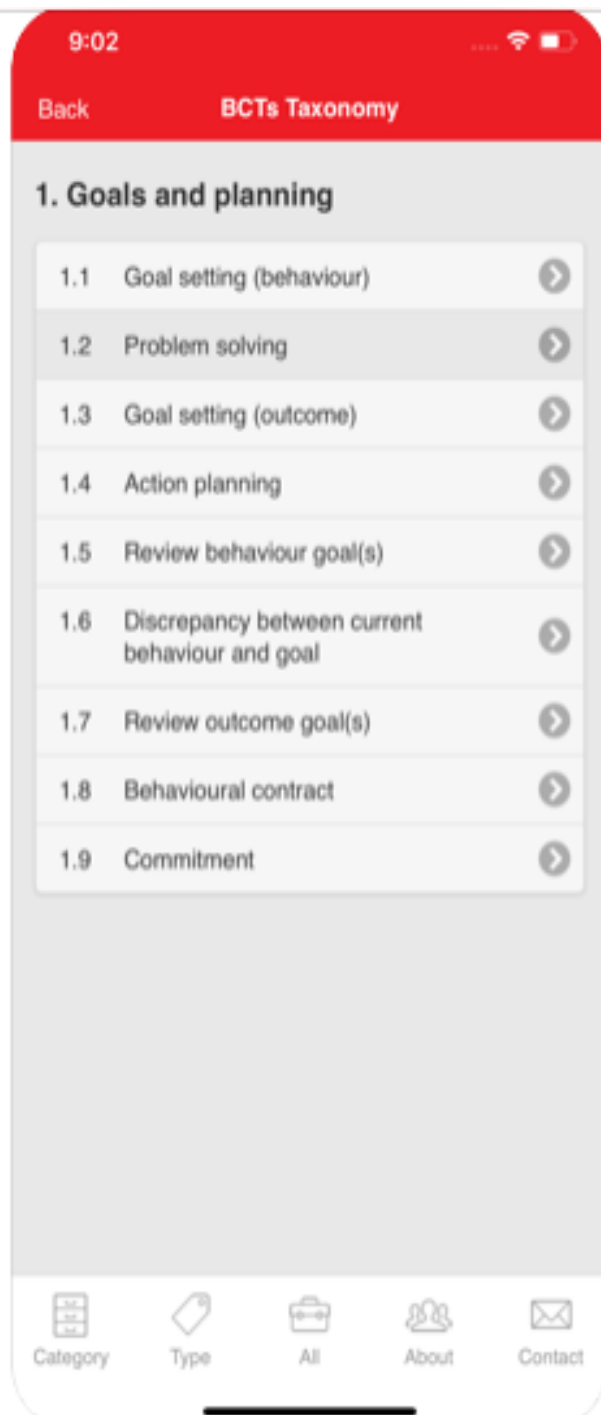 9:02
Back BCTs Taxonomy
1. Goals and planning
1.1 Goal setting (behaviour)
1.2 Problem solving
1.3 Goal setting (outcome)
1.4 Action planning
1.5 Review behaviour goal(s)
1.6 Discrepancy between current
behaviour and goal
1.7 Review outcome goal(s)
1.8 Behavioural contract
1.9 Commitment
Category Type All About Contact